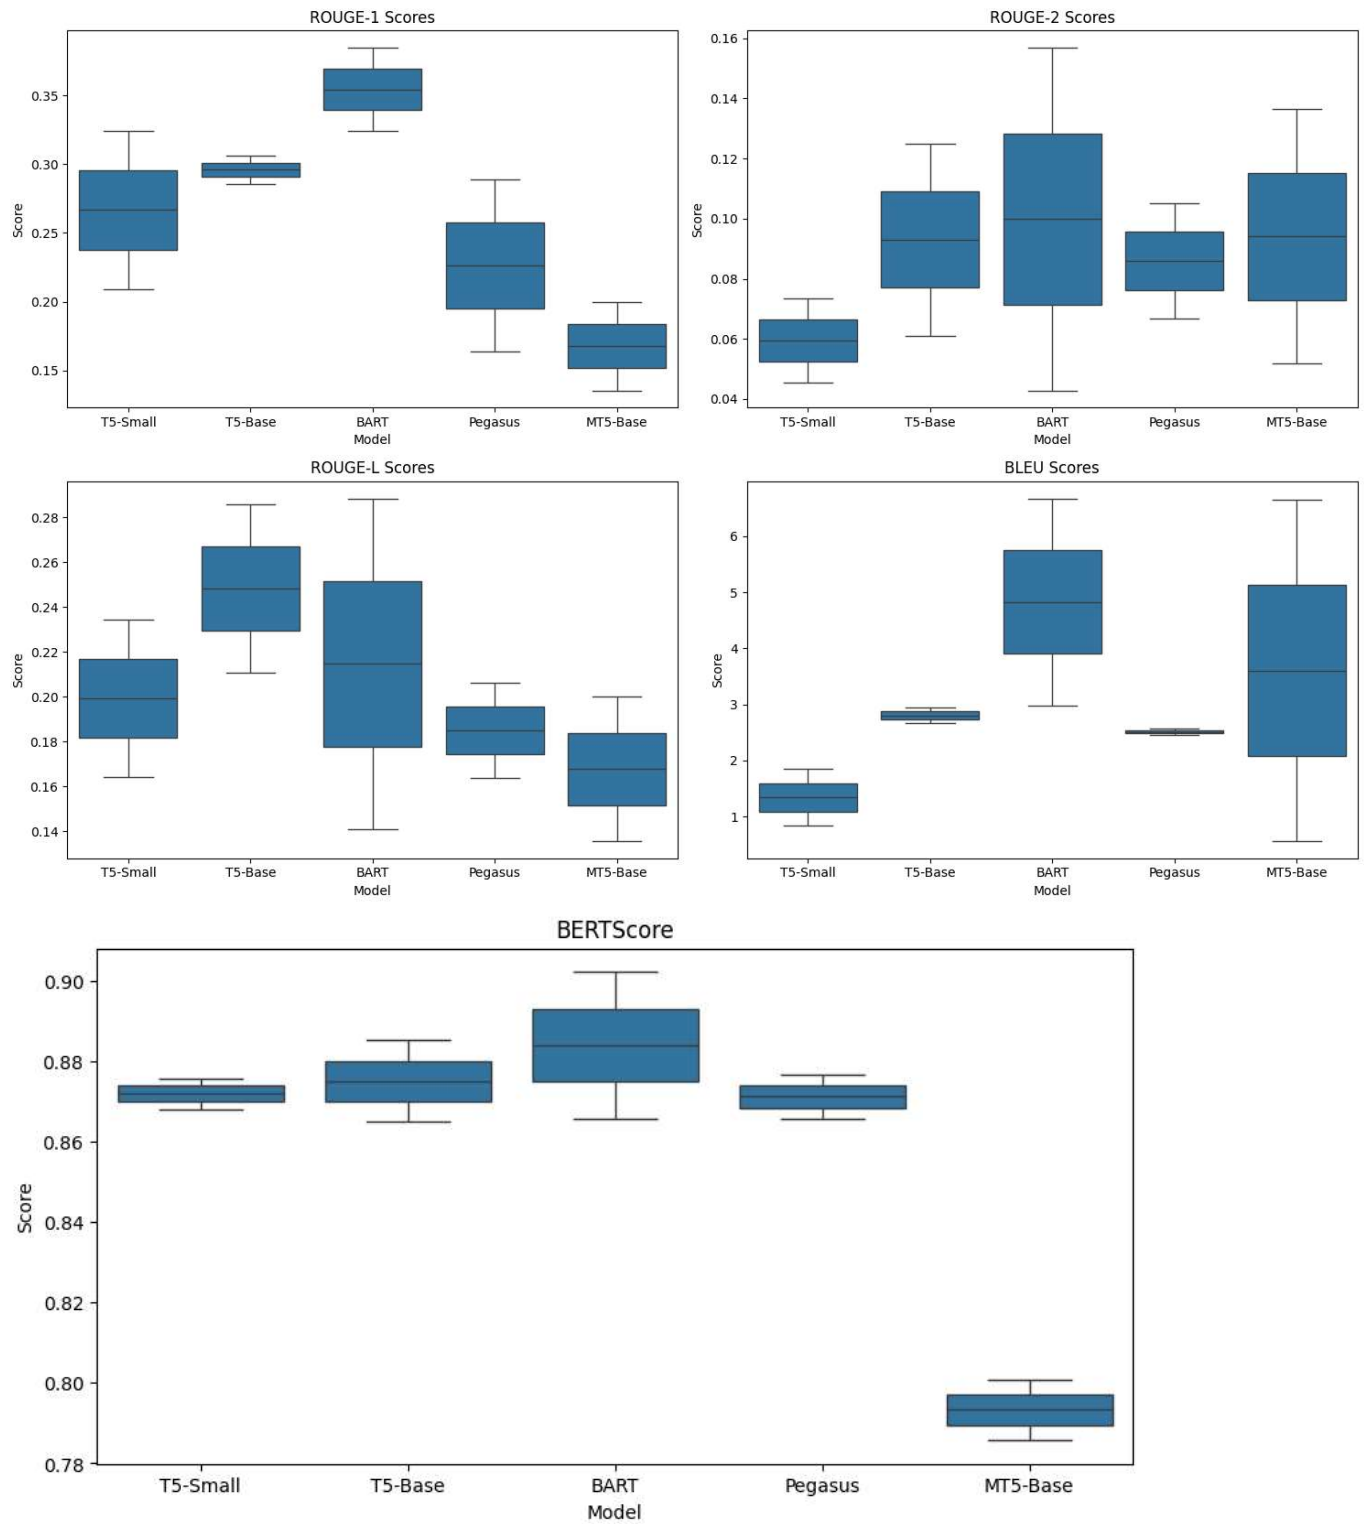 ROUGE-1 Scores
Score
0.35
0.30
0.25
0.20
0.15
T5-Small T5-Base BART Pegasus MT5-Base
Model
ROUGE-2 Scores
Score
0.16
0.14
0.12
0.10
0.08
0.06
0.04
T5-Small T5-Base BART Pegasus MT5-Base
Model
ROUGE-L Scores
Score
0.28
0.26
0.24
0.22
0.20
0.18
0.16
0.14
T5-Small T5-Base BART Pegasus MT5-Base
Model
BLEU Scores
Score
6
5
4
3
2
1
T5-Small T5-Base BART Pegasus MT5-Base
Model
BERTScore
Score
0.90
0.88
0.86
0.84
0.82
0.80
0.78
T5-Small T5-Base BART Pegasus MT5-Base
Model